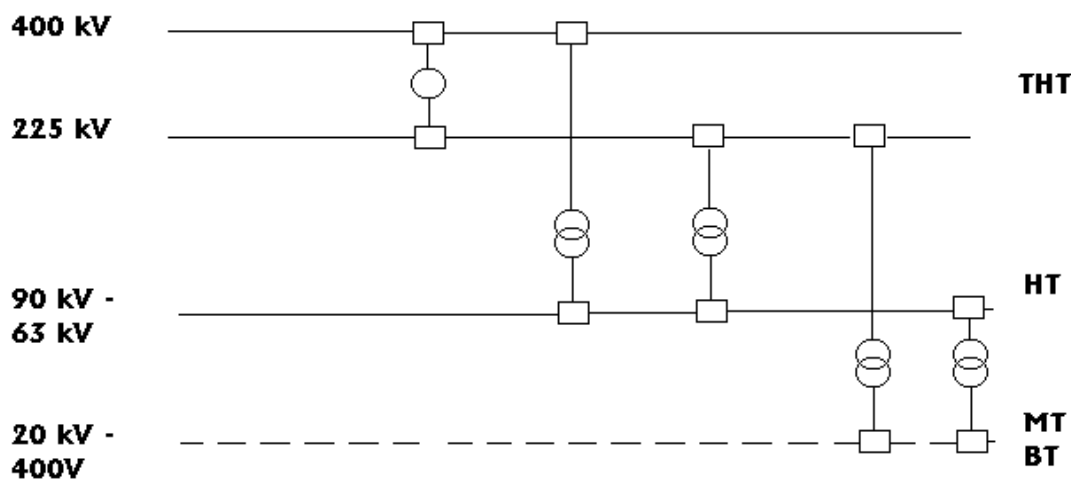 400 kV
THT
225 kV
HT
90 kV -
63 kV
MT
20 kV -
BT
400V